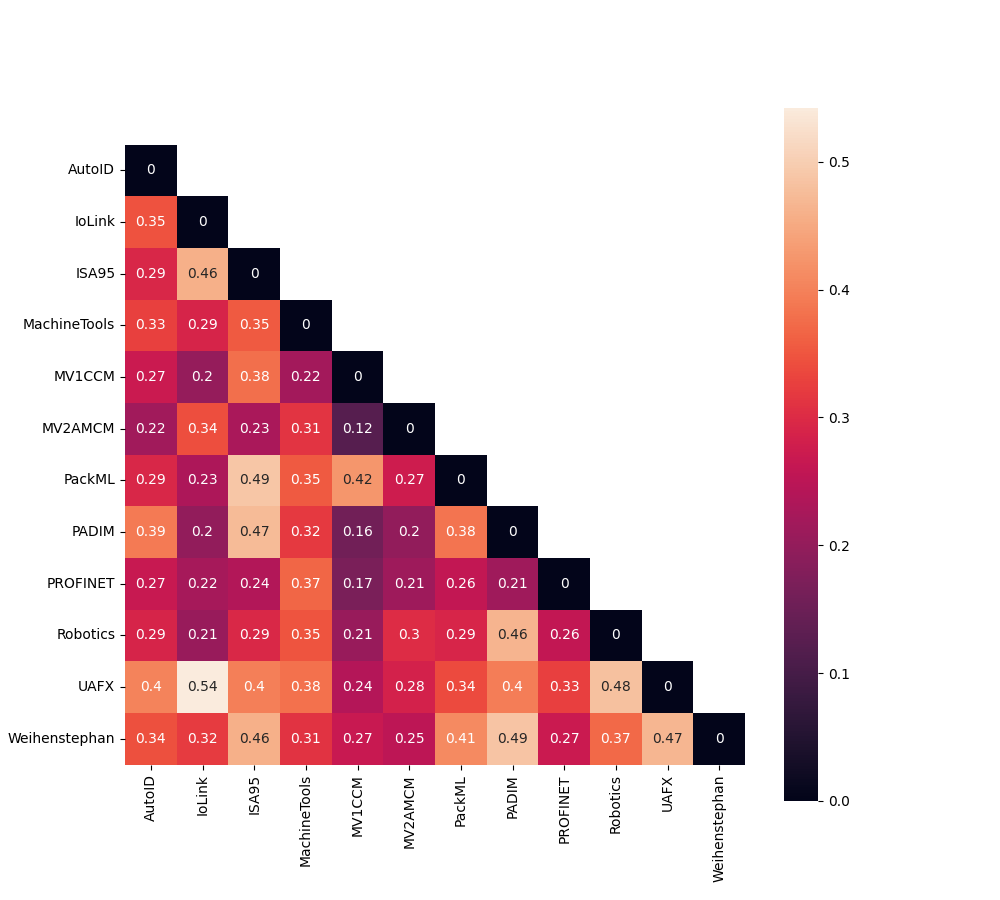 AutoID 0
IoLink 0.35 0
ISA95 0.29 0.46 0
MachineTools 0.33 0.29 0.35 0
MV1CCM 0.27 0.2 0.38 0.22 0
MV2AMCM 0.22 0.34 0.23 0.31 0.12 0
PackML 0.29 0.23 0.49 0.35 0.42 0.27 0
PADIM 0.39 0.2 0.47 0.32 0.16 0.2 0.38 0
PROFINET 0.27 0.22 0.24 0.37 0.17 0.21 0.26 0.21 0
Robotics 0.29 0.21 0.29 0.35 0.21 0.3 0.29 0.46 0.26 0
UAFX 0.4 0.54 0.4 0.38 0.24 0.28 0.34 0.4 0.33 0.48 0
Weihenstephan 0.34 0.32 0.46 0.31 0.27 0.25 0.41 0.49 0.27 0.37 0.47 0
AutoID
IoLink
ISA95
MachineTools
MV1CCM
MV2AMCM
PackML
PADIM
PROFINET
Robotics
UAFX
Weihenstephan
0.5
0.4
0.3
0.2
0.1
0.0